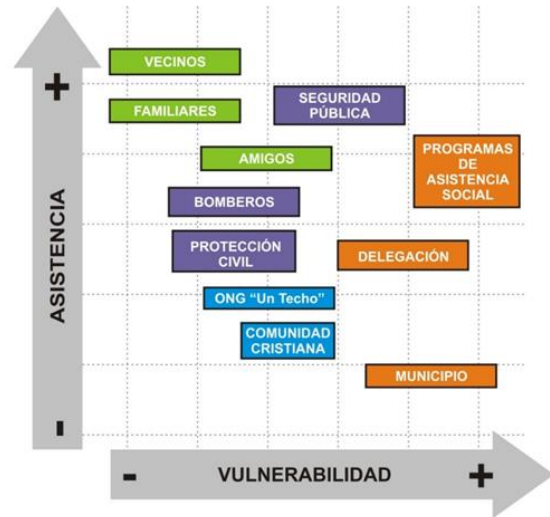 VECINOS
+
FAMILIARES
SEGURIDAD
PÚBLICA
AMIGOS
PROGRAMAS
DE
ASISTENCIA
SOCIAL
BOMBEROS
PROTECCIÓN
CIVIL
DELEGACIÓN
ASISTENCIA
ONG "Un Techo"
COMUNIDAD
CRISTIANA
MUNICIPIO
-
- VULNERABILIDAD +